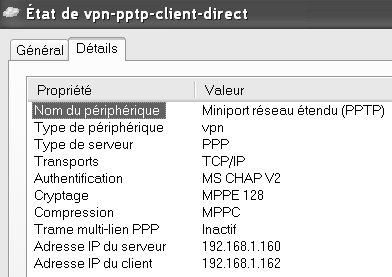 État de vpn-pptp-client-direct
Général Détails
Propriété Valeur
Nom du périphérique Miniport réseau étendu (PPTP)
Type de périphérique vpn
Type de serveur PPP
Transports TCP/IP
Authentification MS CHAP V2
Cryptage MPPE 128
Compression MPPC
Trame multi-lien PPP Inactif
Adresse IP du serveur 192.168.1.160
Adresse IP du client 192.168.1.162